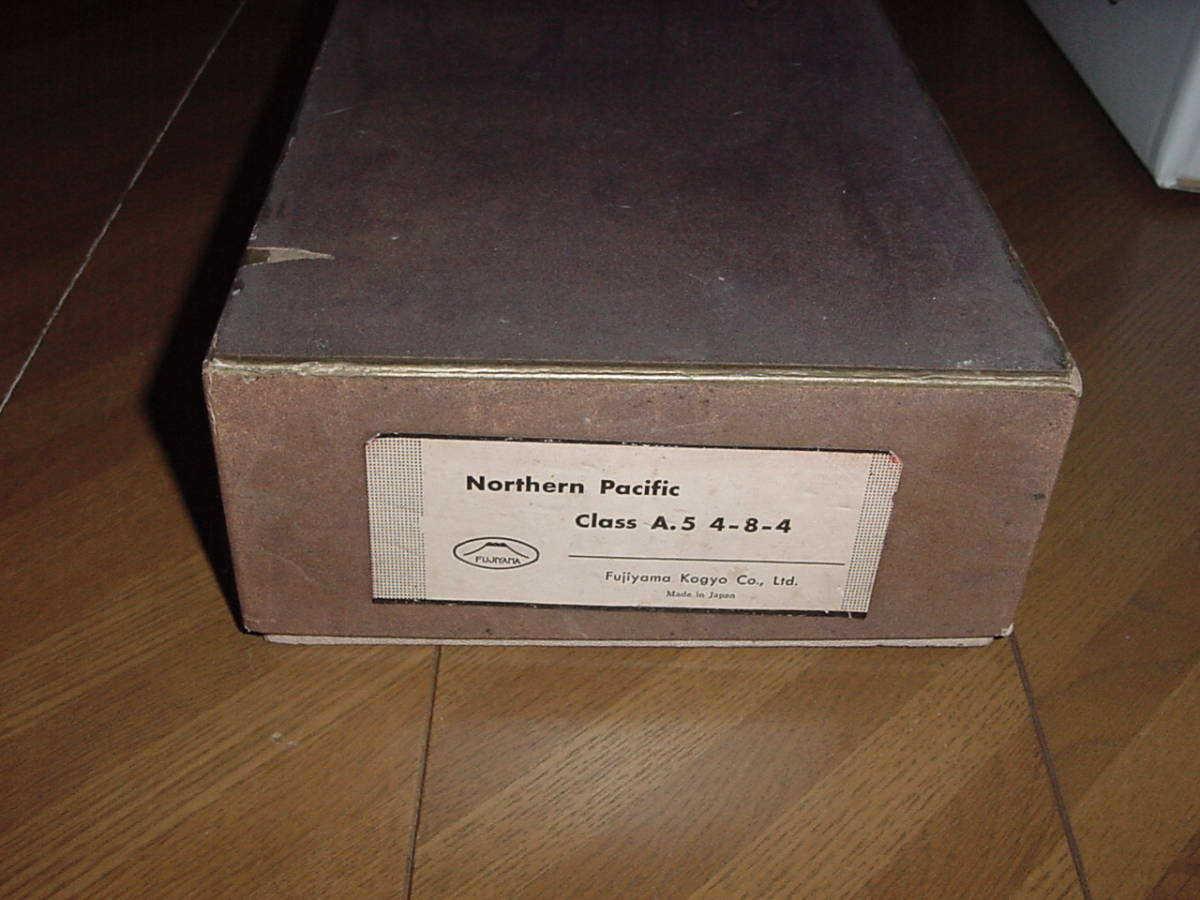 Northern Pacific
Class A.5 4-8-4
FUJIYAMA
Fujiyama Kogyo Co., Ltd.
Made in Japan